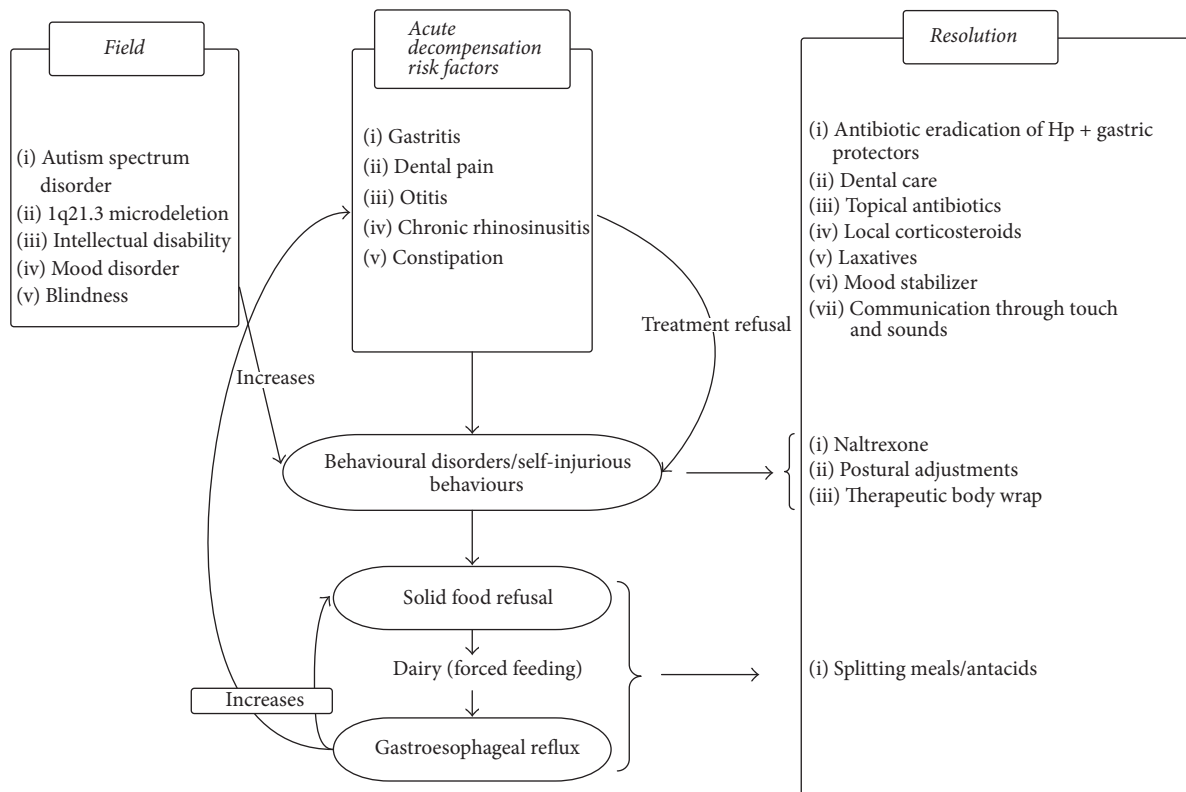 Field
(i) Autism spectrum
disorder
(ii) 1q21.3 microdeletion
(iii) Intellectual disability
(iv) Mood disorder
(v) Blindness
Acute
decompensation
risk factors
(i) Gastritis
(ii) Dental pain
(iii) Otitis
(iv) Chronic rhinosinusitis
(v) Constipation
Treatment refusal
Increases
Behavioural disorders/self-injurious
behaviours
Solid food refusal
Dairy (forced feeding)
Increases
Gastroesophageal reflux
Resolution
(i) Antibiotic eradication of Hp + gastric
protectors
(ii) Dental care
(iii) Topical antibiotics
(iv) Local corticosteroids
(v) Laxatives
(vi) Mood stabilizer
(vii) Communication through touch
and sounds
(i) Naltrexone
(ii) Postural adjustments
(iii) Therapeutic body wrap
(i) Splitting meals/antacids